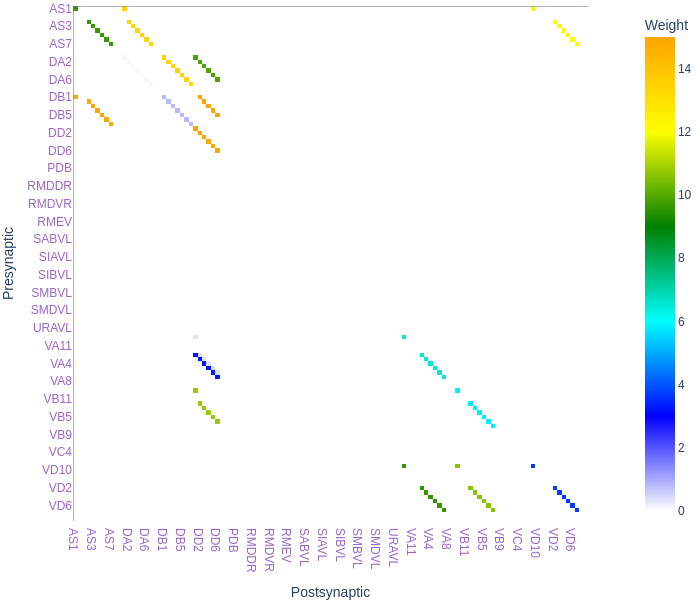 Weight
14
12
10
8
6
4
2
0
Presynaptic
AS1
AS3
AS7
DA2
DA6
DB1
DB5
DD2
DD6
PDB
RMDDR
RMDVR
RMEV
SABVL
SIAVL
SIBVL
SMBVL
SMDVL
URAVL
VA11
VA4
VA8
VB11
VB5
VB9
VC4
VD10
VD2
VD6
AS1
AS3
AS7
DA2
DA6
DB1
DB5
DD2
DD6
PDB
RMDDR
RMDVR
RMEV
SABVL
SIAVL
SIBVL
SMBVL
SMDVL
URAVL
VA11
VA4
VA8
VB11
VB5
VB9
VC4
VD10
VD2
VD6
Postsynaptic